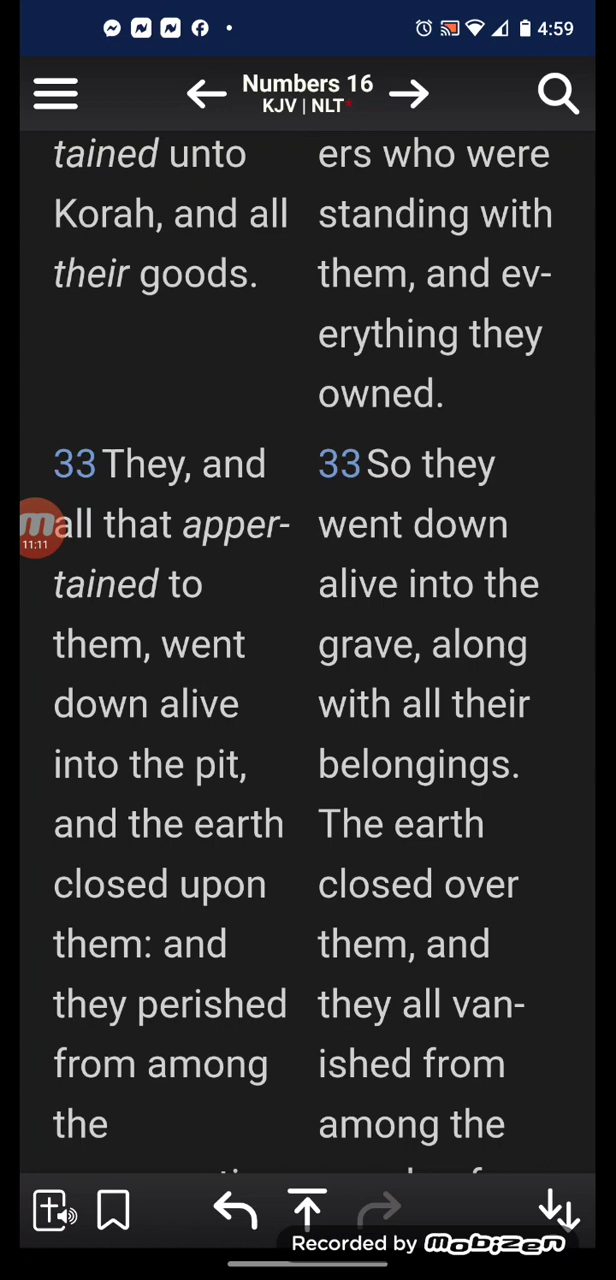 4:59
Numbers 16
KJV | NLT*
tained unto
Korah, and all
their goods.
33 They, and
all that apper-
tained to
them, went
down alive
into the pit,
and the earth
closed upon
them: and
they perished
from among
the
ers who were
standing with
them, and ev-
erything they
owned.
33 So they
went down
alive into the
grave, along
with all their
belongings.
The earth
closed over
them, and
they all van-
ished from
among the
11:11
Recorded by mobizen